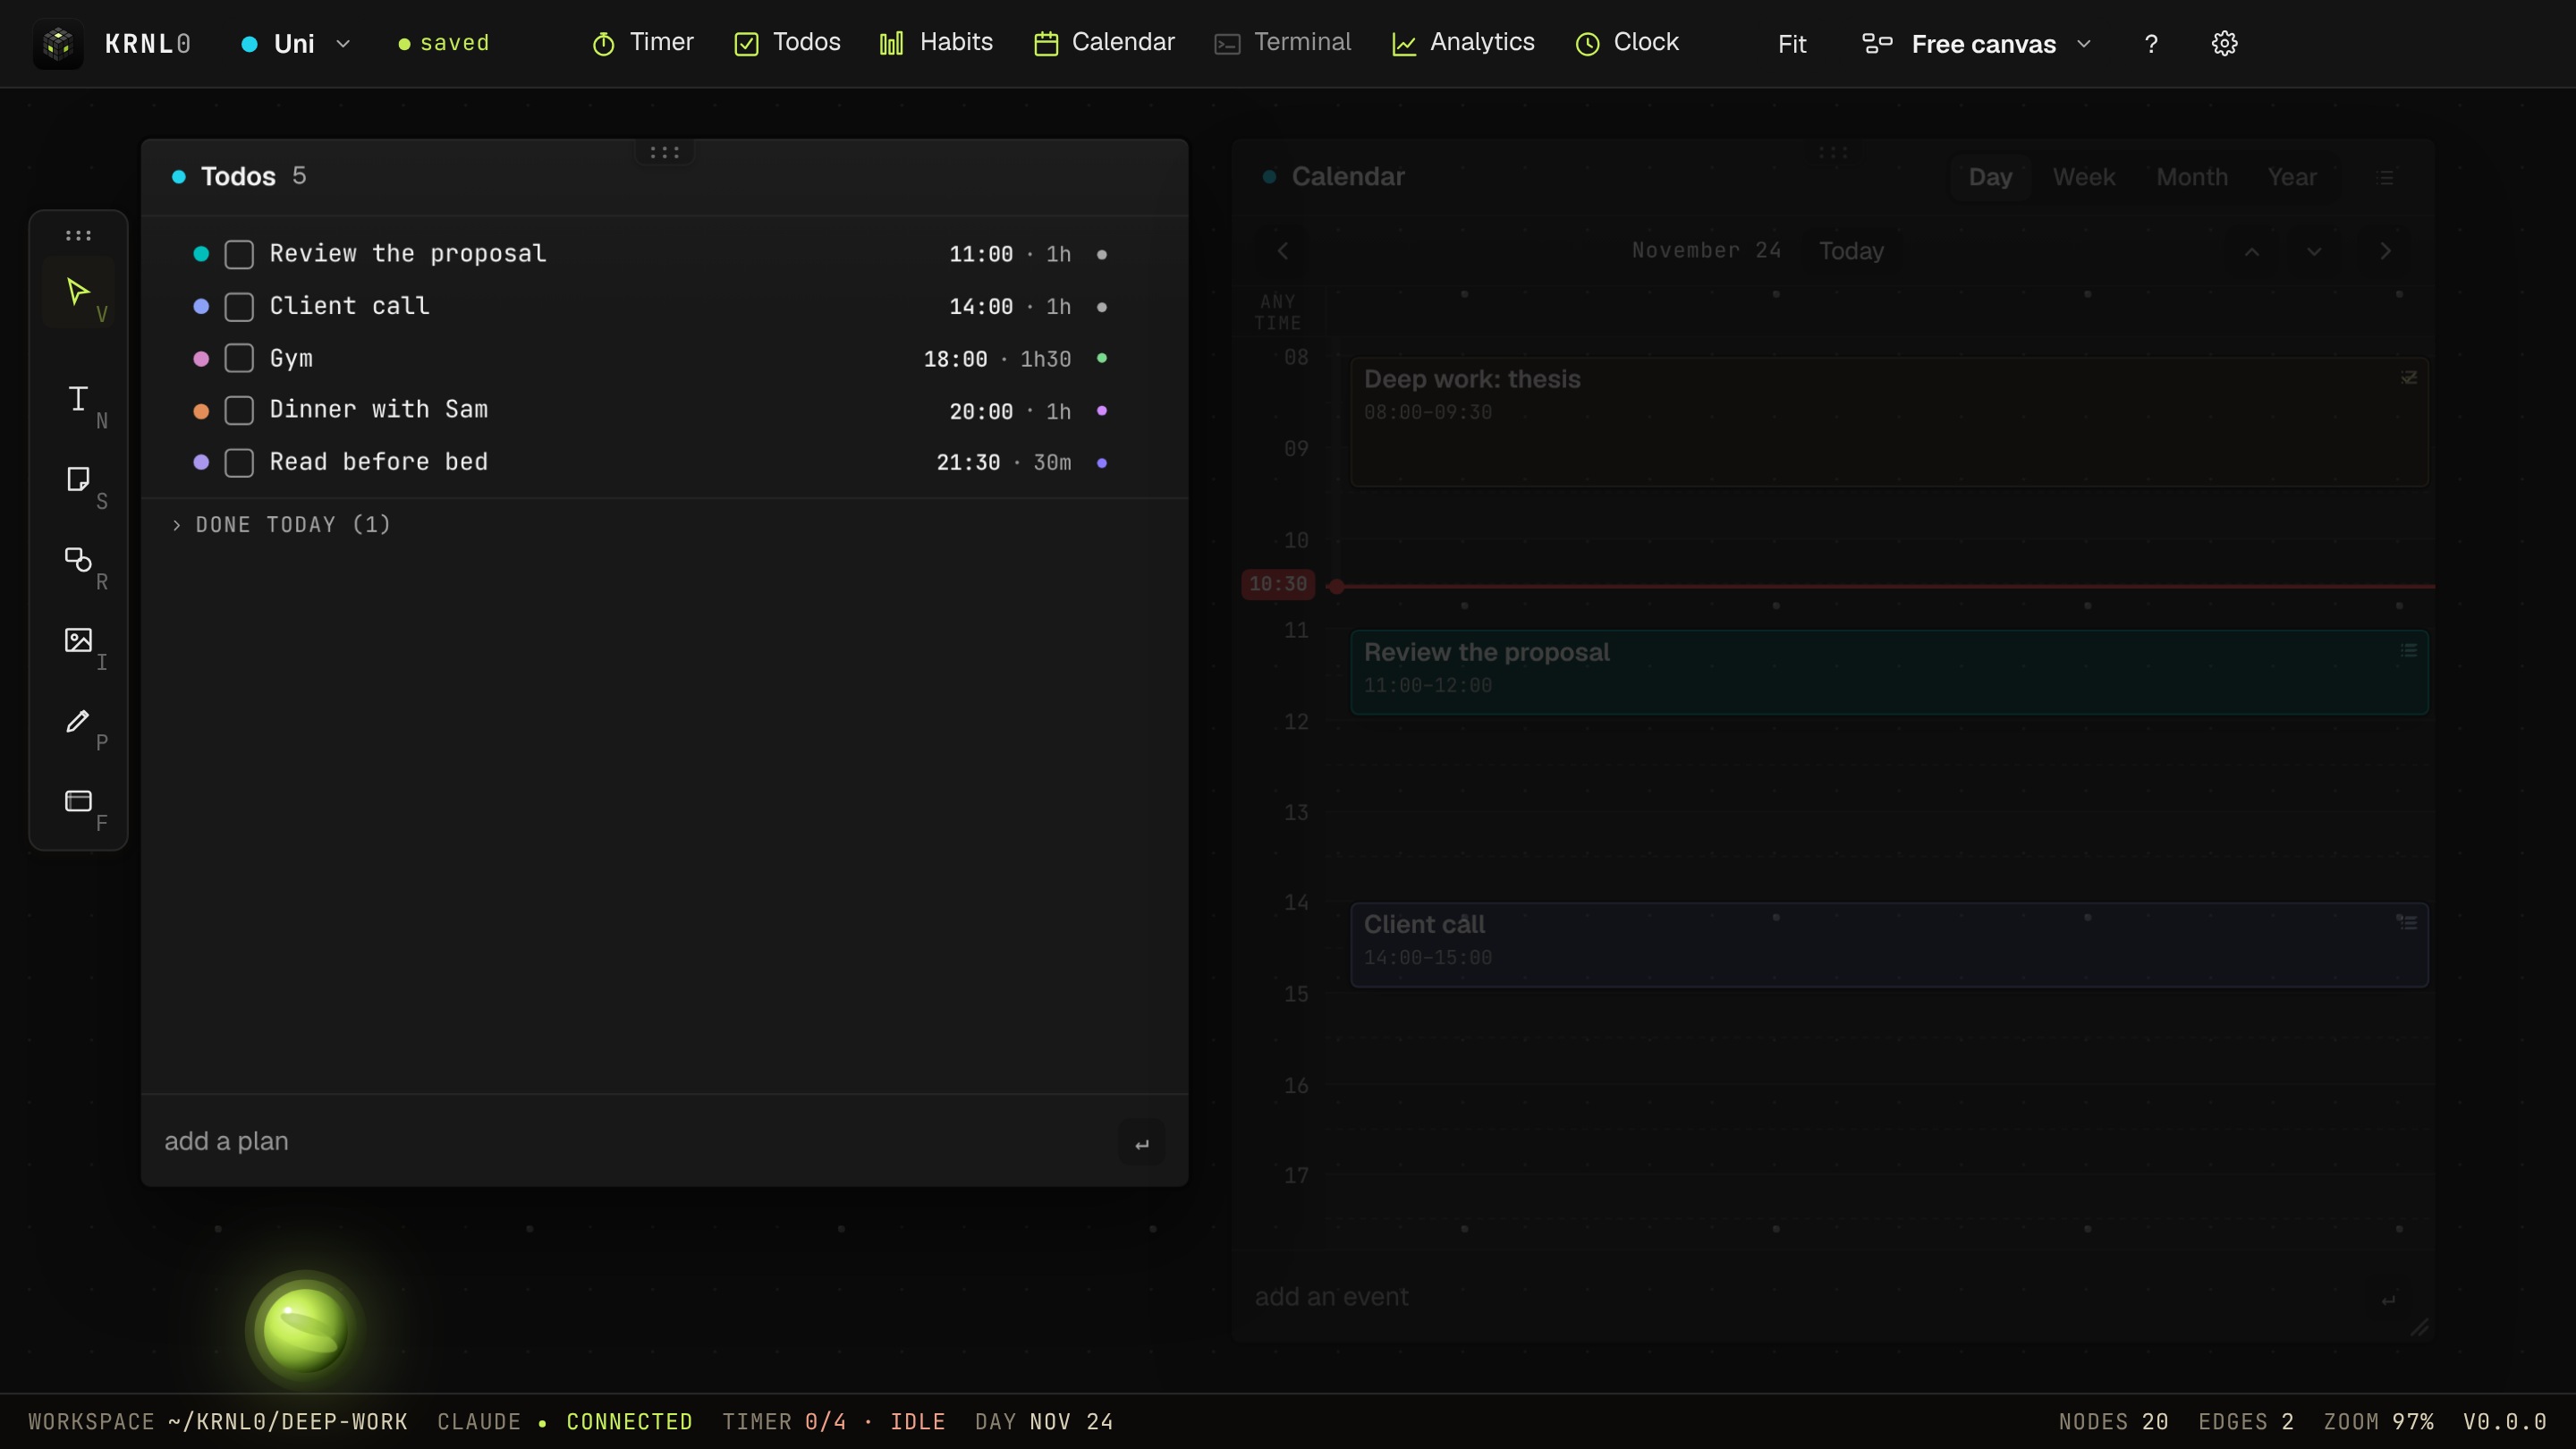 KRNL0 Uni saved Timer Todos Habits Calendar Terminal Analytics Clock Fit Free canvas ?
V
N
S
R
I
P
F
Todos 5
Review the proposal 11:00 · 1h
Client call 14:00 · 1h
Gym 18:00 · 1h30
Dinner with Sam 20:00 · 1h
Read before bed 21:30 · 30m
DONE TODAY (1)
add a plan
Calendar Day Week Month Year
November 24 Today
ANY
TIME
08
Deep work: thesis
08:00–09:30
09
10
10:30
11
Review the proposal
11:00–12:00
12
13
14
Client call
14:00–15:00
15
16
17
add an event
WORKSPACE ~/KRNL0/DEEP-WORK CLAUDE • CONNECTED TIMER 0/4 · IDLE DAY NOV 24 NODES 20 EDGES 2 ZOOM 97% V0.0.0